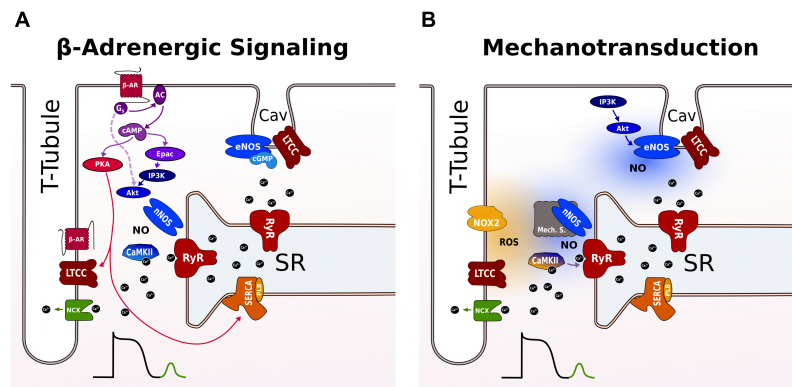 A
β-Adrenergic Signaling
T-Tubule
β-AR
AC
Gs
cAMP
PKA
Epac
IP3K
Akt
nNOS
NO
CaMKII
eNOS
cGMP
Cav
LTCC
β-AR
LTCC
NCX
RyR
RyR
SR
SERCA
PLB
B
Mechanotransduction
T-Tubule
IP3K
Akt
Cav
eNOS
LTCC
NO
NOX2
ROS
Mech. S.
nNOS
NO
CaMKII
LTCC
NCX
RyR
RyR
SR
SERCA
PLB